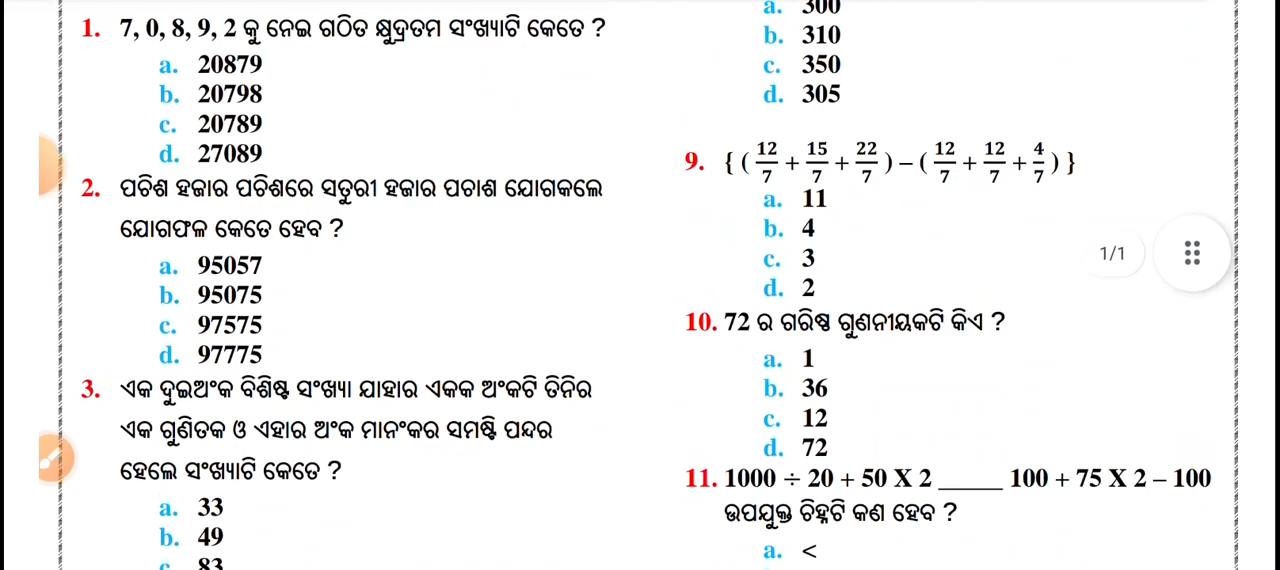 1. 7, 0, 8, 9, 2 କୁ ନେଇ ଗଠିତ କ୍ଷୁଦ୍ରତମ ସଂଖ୍ୟାଟି କେତେ ?
a. 20879
b. 20798
c. 20789
d. 27089
2. ପଚିଶ ହଜାର ପଚିଶରେ ସତୁରୀ ହଜାର ପଚାଶ ଯୋଗକଲେ
ଯୋଗଫଳ କେତେ ହେବ ?
a. 95057
b. 95075
c. 97575
d. 97775
3. ଏକ ଦୁଇଅଂକ ବିଶିଷ୍ଟ ସଂଖ୍ୟା ଯାହାର ଏକକ ଅଂକଟି ତିନିର
ଏକ ଗୁଣିତକ ଓ ଏହାର ଅଂକ ମାନଂକର ସମଷ୍ଟି ପନ୍ଦର
ହେଲେ ସଂଖ୍ୟାଟି କେତେ ?
a. 33
b. 49
c. 83
a. 300
b. 310
c. 350
d. 305
9. { ( 12/7 + 15/7 + 22/7 ) – ( 12/7 + 12/7 + 4/7 ) }
a. 11
b. 4
c. 3
d. 2
10. 72 ର ଗରିଷ୍ଠ ଗୁଣନୀୟକଟି କିଏ ?
a. 1
b. 36
c. 12
d. 72
11. 1000 ÷ 20 + 50 X 2 _____ 100 + 75 X 2 – 100
ଉପଯୁକ୍ତ ଚିହ୍ନଟି କଣ ହେବ ?
a. <
1/1